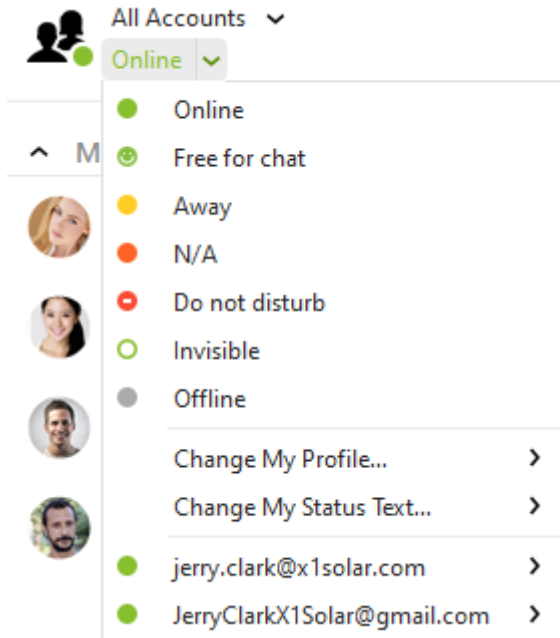 All Accounts
Online
M
Online
Free for chat
Away
N/A
Do not disturb
Invisible
Offline
Change My Profile...
Change My Status Text...
jerry.clark@x1solar.com
JerryClarkX1Solar@gmail.com